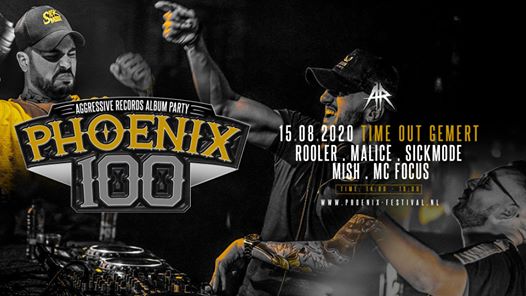 AGGRESSIVE RECORDS ALBUM PARTY
PHOENIX
100
AR
15.08.2020 TIME OUT GEMERT
ROOLER . MALICE . SICKMODE
MISH . MC FOCUS
WWW.PHOENIX-FESTIVAL.NL